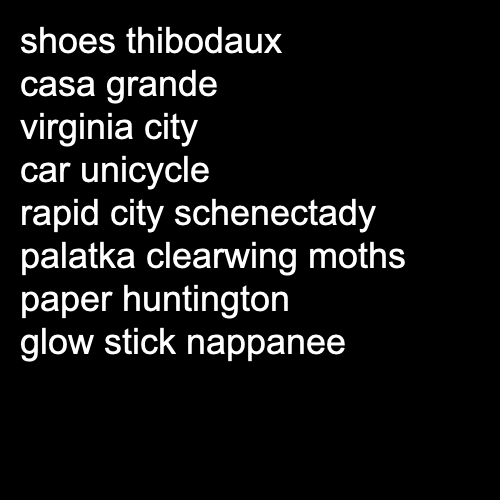 shoes thibodaux
casa grande
virginia city
car unicycle
rapid city schenectady
palatka clearwing moths
paper huntington
glow stick nappanee